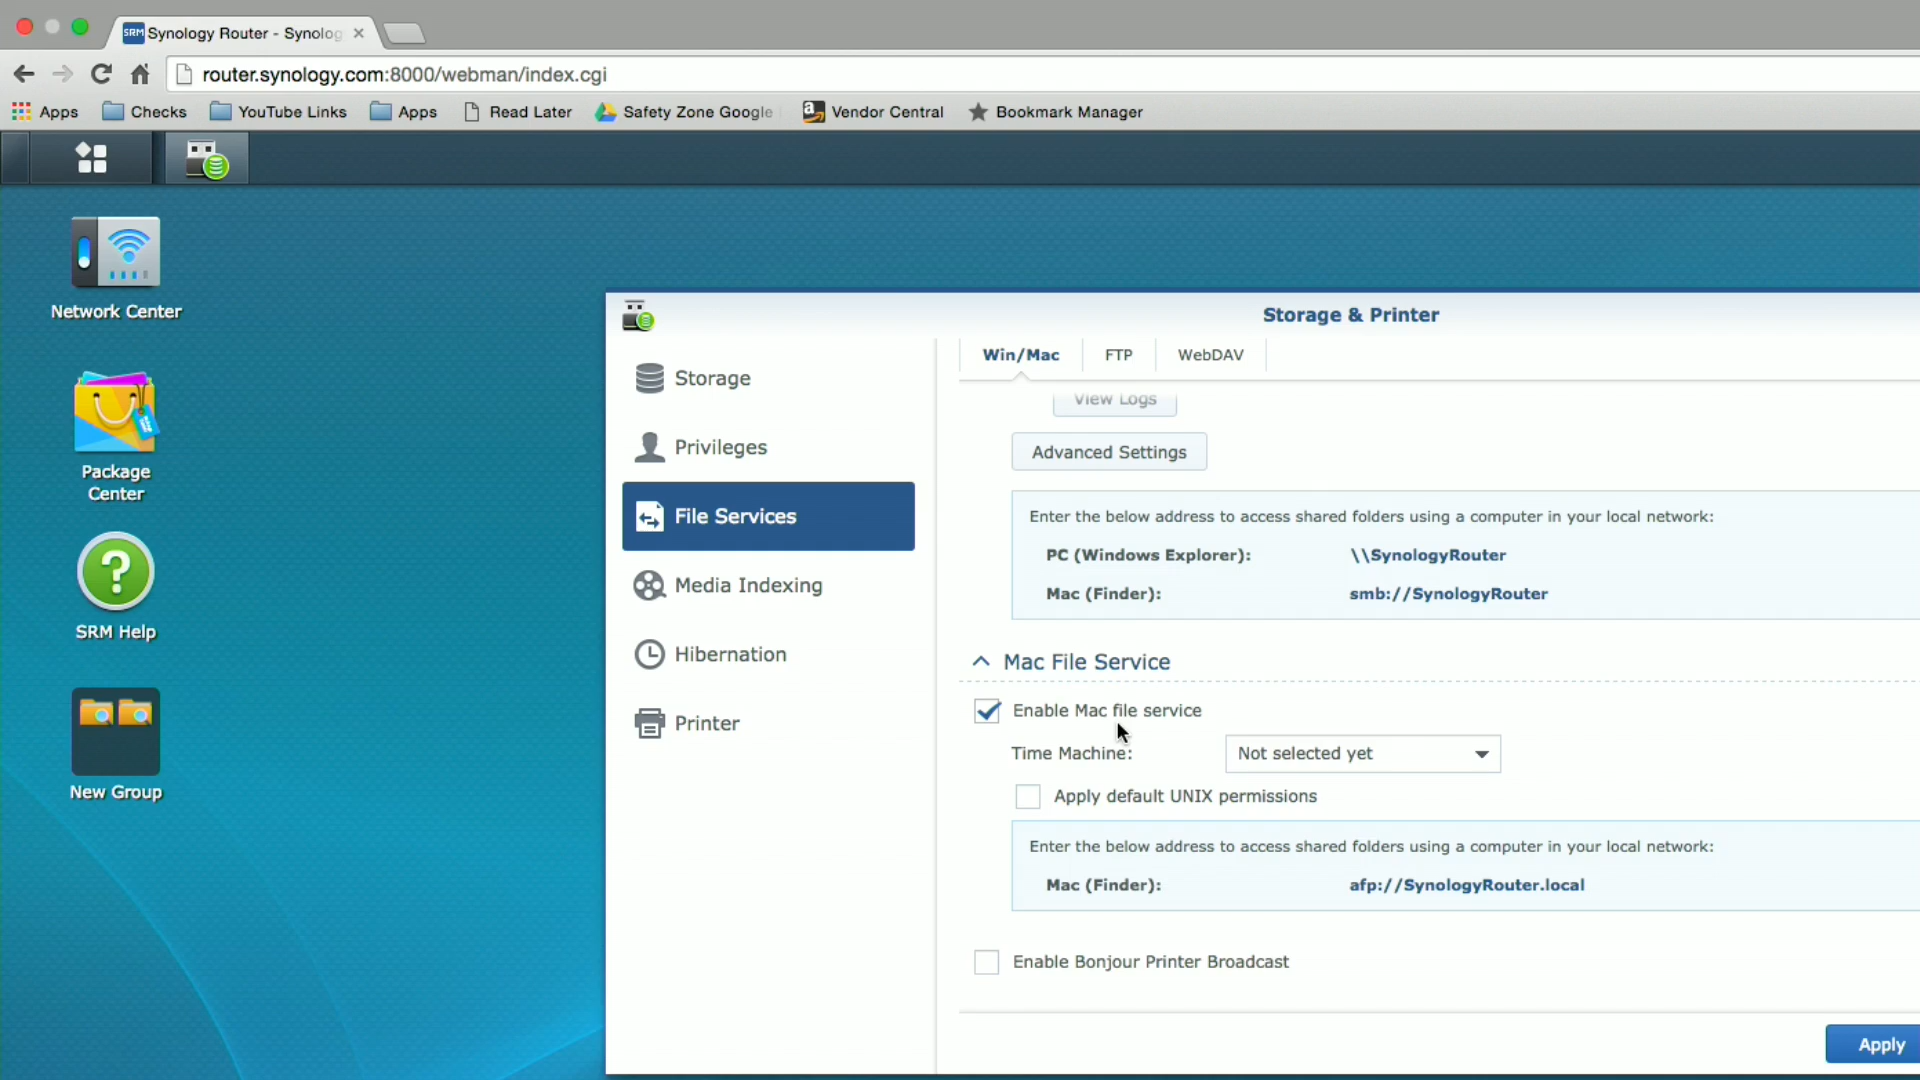 SRM Synology Router - Synolog
router.synology.com:8000/webman/index.cgi
Apps Checks YouTube Links Apps Read Later Safety Zone Google Vendor Central Bookmark Manager
Network Center
Package
Center
SRM Help
New Group
Storage & Printer
Storage
Privileges
File Services
Media Indexing
Hibernation
Printer
Win/Mac FTP WebDAV
View Logs
Advanced Settings
Enter the below address to access shared folders using a computer in your local network:
PC (Windows Explorer): \\SynologyRouter
Mac (Finder): smb://SynologyRouter
Mac File Service
Enable Mac file service
Time Machine: Not selected yet
Apply default UNIX permissions
Enter the below address to access shared folders using a computer in your local network:
Mac (Finder): afp://SynologyRouter.local
Enable Bonjour Printer Broadcast
Apply